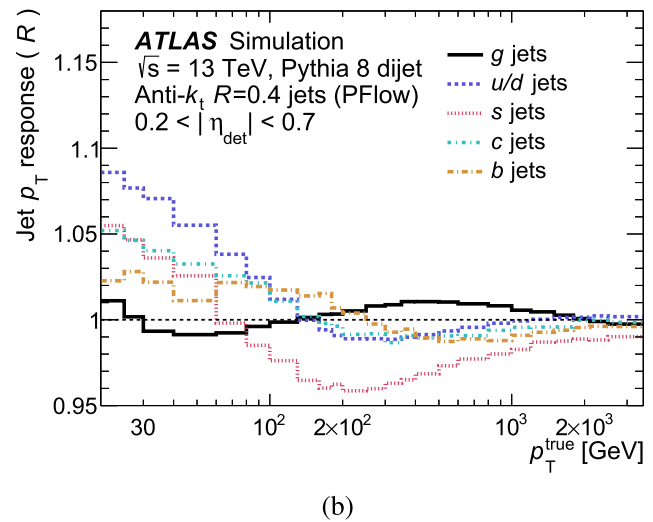 ATLAS Simulation
√s = 13 TeV, Pythia 8 dijet
Anti-kt R=0.4 jets (PFlow)
0.2 < | ηdet | < 0.7
g jets
u/d jets
s jets
c jets
b jets
Jet pT response ( R )
1.15
1.1
1.05
1
0.95
30 10² 2×10² 10³ 2×10³
pT^true [GeV]
(b)